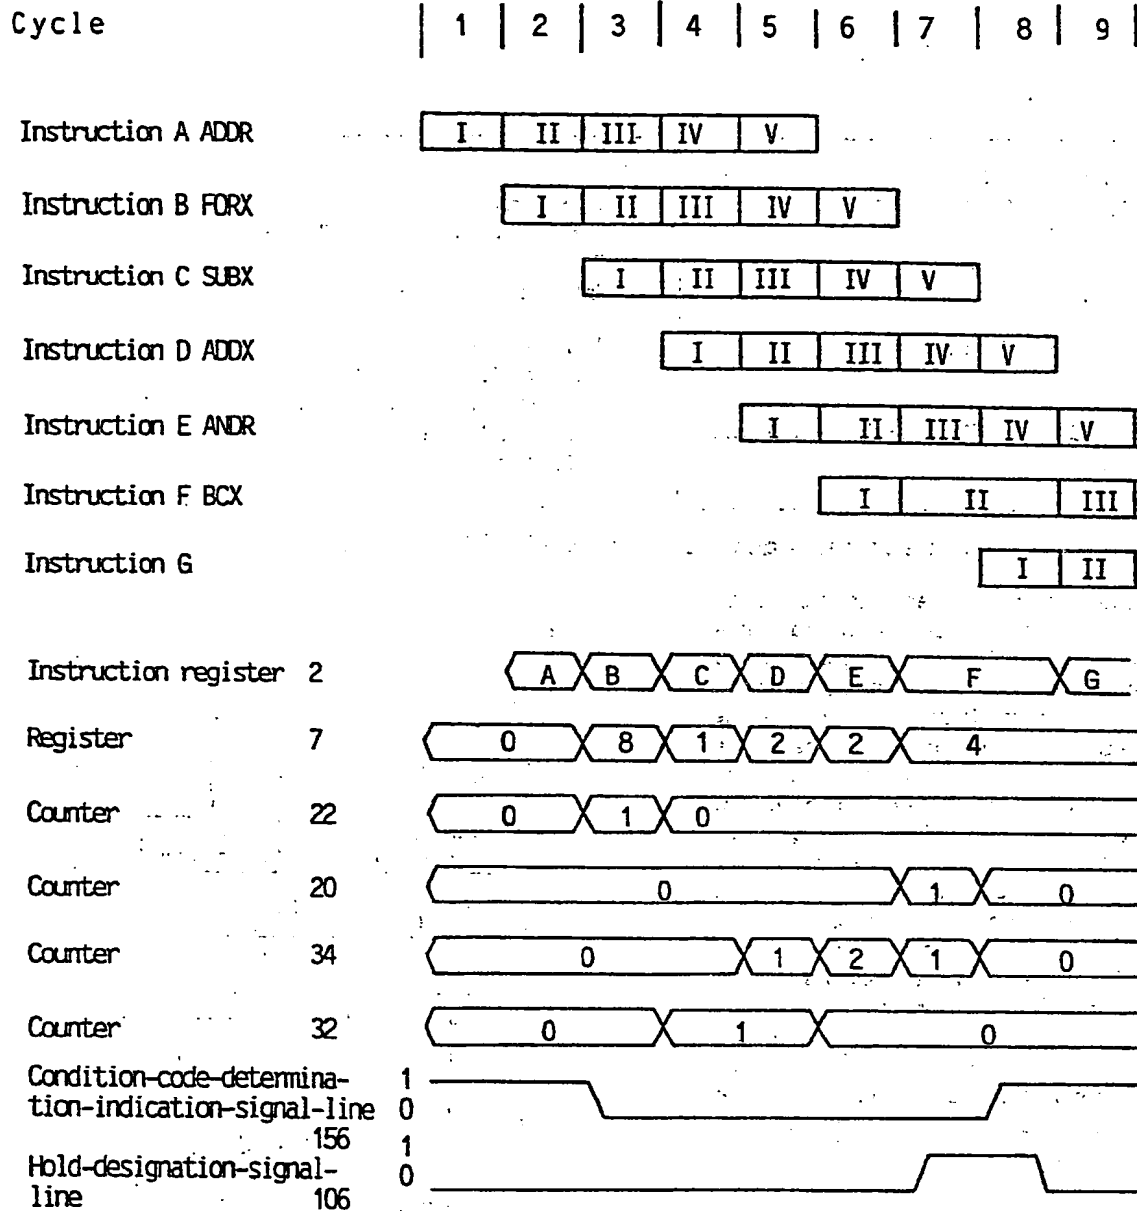 Cycle 1 2 3 4 5 6 7 8 9
Instruction A ADDR I II III IV V
Instruction B FORX I II III IV V
Instruction C SUBX I II III IV V
Instruction D ADDX I II III IV V
Instruction E ANDR I II III IV V
Instruction F BCX I II III
Instruction G I II
Instruction register 2 A B C D E F G
Register 7 0 8 1 2 2 4
Counter 22 0 1 0
Counter 20 0 1 0
Counter 34 0 1 2 1 0
Counter 32 0 1 0
Condition-code-determina- 1
tion-indication-signal-line 0
156 1
Hold-designation-signal- 0
line 106